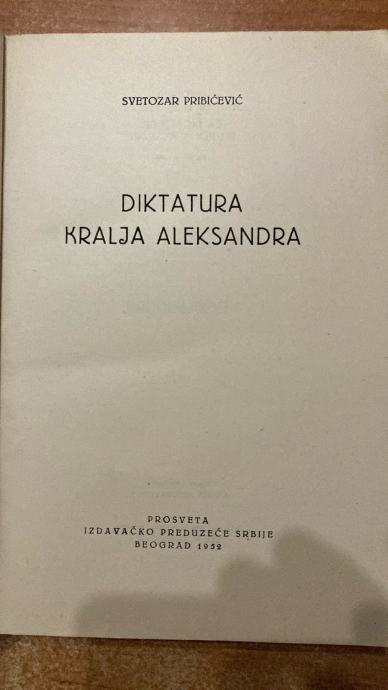 SVETOZAR PRIBIĆEVIĆ
DIKTATURA
KRALJA ALEKSANDRA
PROSVETA
IZDAVAČKO PREDUZEĆE SRBIJE
BEOGRAD 1952